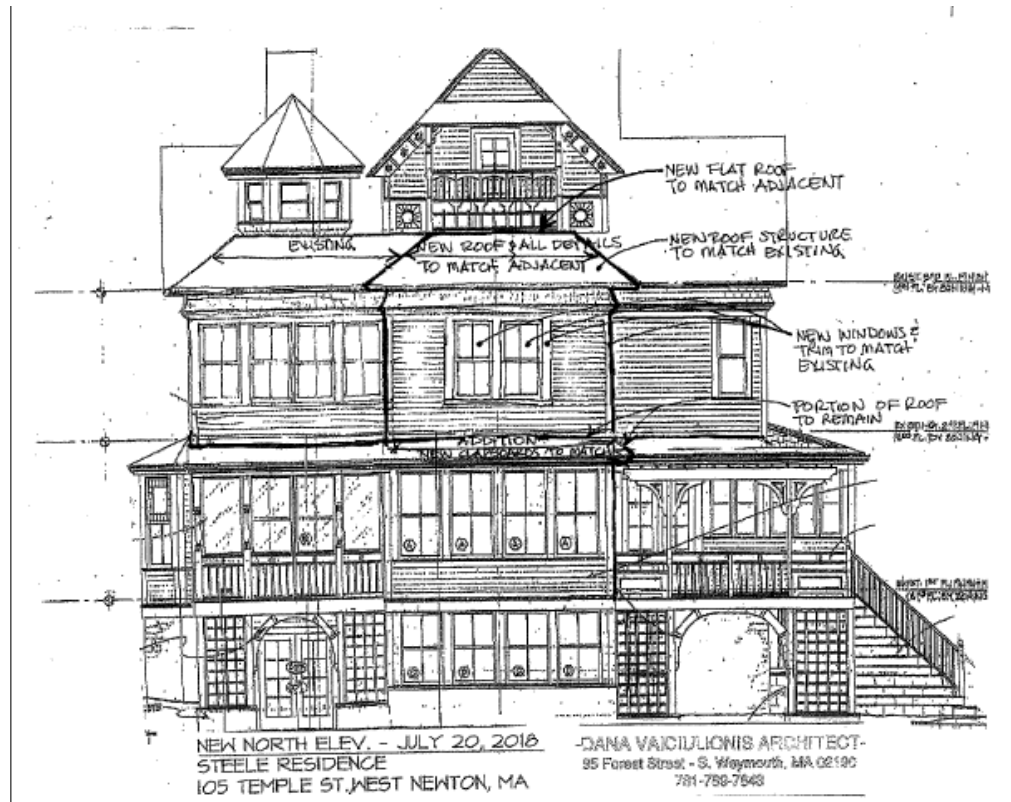 NEW FLAT ROOF
TO MATCH ADJACENT
EXISTING
NEW ROOF & ALL DETAILS
TO MATCH ADJACENT
NEW ROOF STRUCTURE
TO MATCH EXISTING
NEW WINDOWS &
TRIM TO MATCH
EXISTING
PORTION OF ROOF
TO REMAIN
ADDITION
NEW CLAPBOARDS TO MATCH
A
A
A
NEW NORTH ELEV. - JULY 20, 2018
STEELE RESIDENCE
105 TEMPLE ST., WEST NEWTON, MA
-DANA VAICIULIONIS ARCHITECT-
95 Forest Street - S. Weymouth, MA 02190